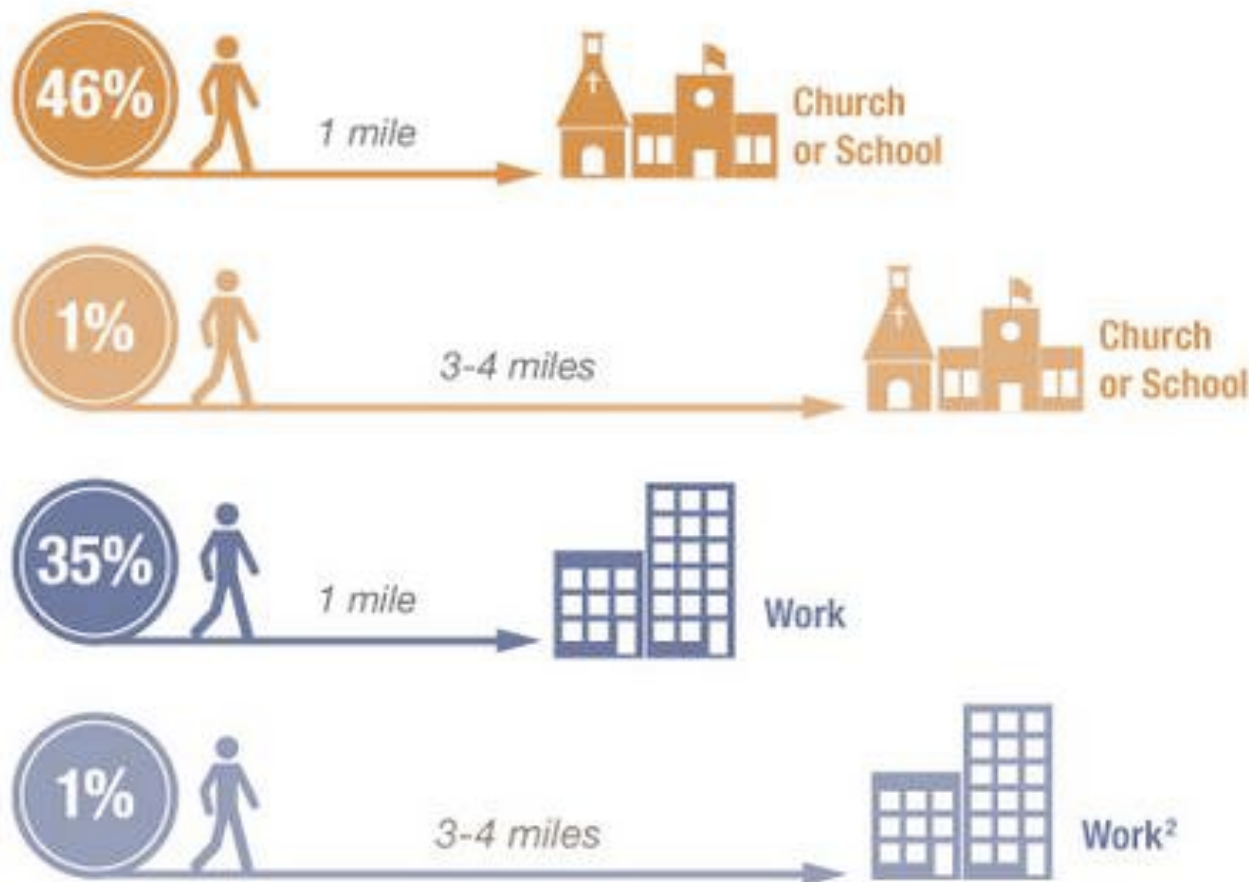 46%
1 mile
Church
or School
1%
3-4 miles
Church
or School
35%
1 mile
Work
1%
3-4 miles
Work²